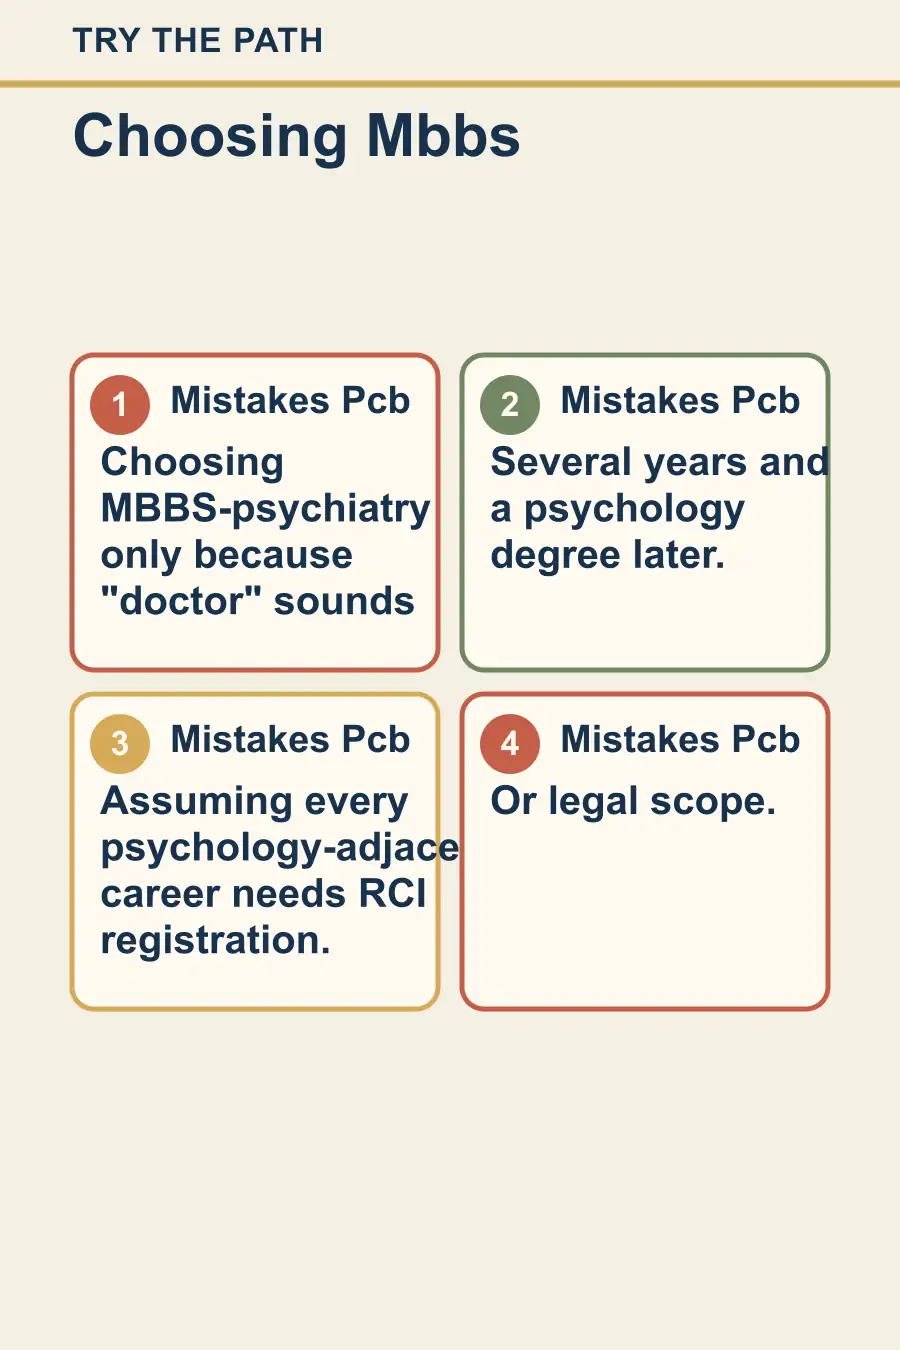 TRY THE PATH
Choosing Mbbs
1 Mistakes Pcb
Choosing
MBBS-psychiatry
only because
"doctor" sounds
2 Mistakes Pcb
Several years and
a psychology
degree later.
3 Mistakes Pcb
Assuming every
psychology-adjace
career needs RCI
registration.
4 Mistakes Pcb
Or legal scope.